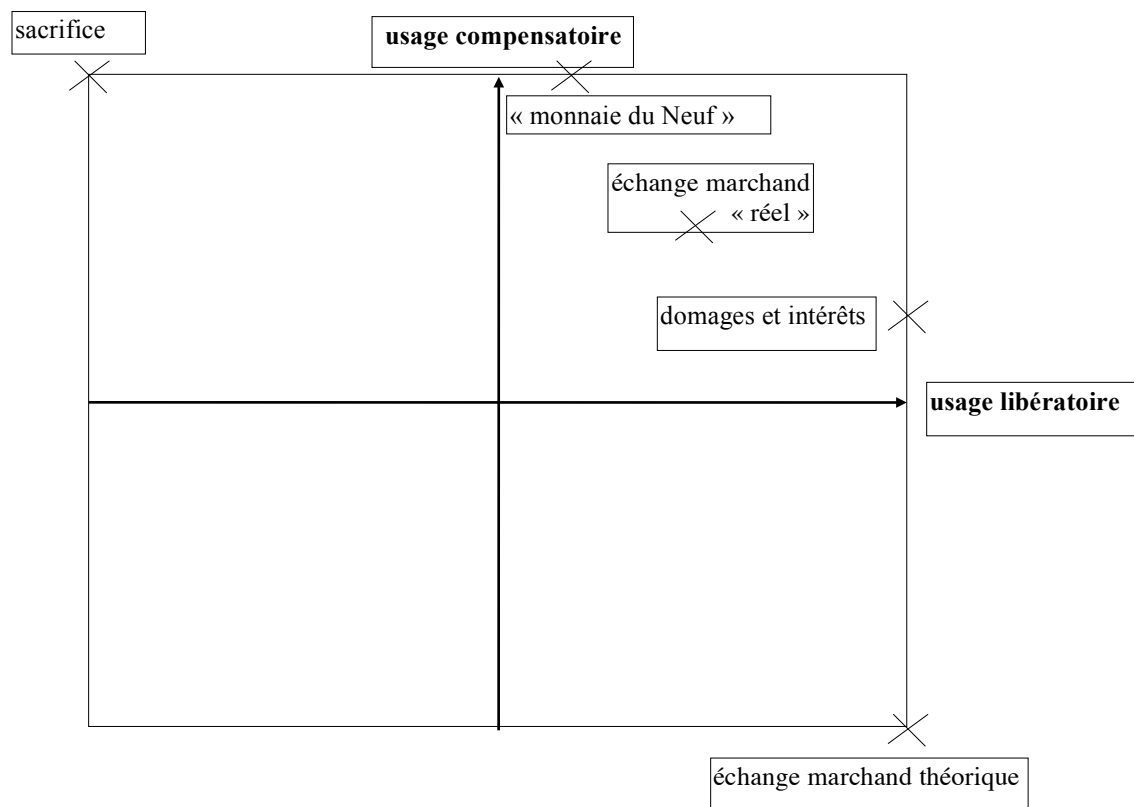 sacrifice
usage compensatoire
« monnaie du Neuf »
échange marchand
« réel »
domages et intérêts
usage libératoire
échange marchand théorique